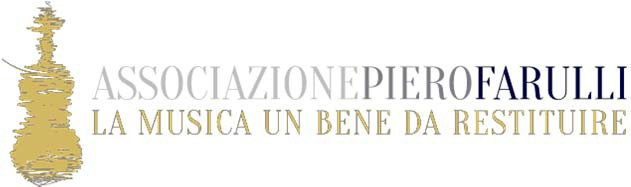 ASSOCIAZIONEPIEROFARULLI
LA MUSICA UN BENE DA RESTITUIRE